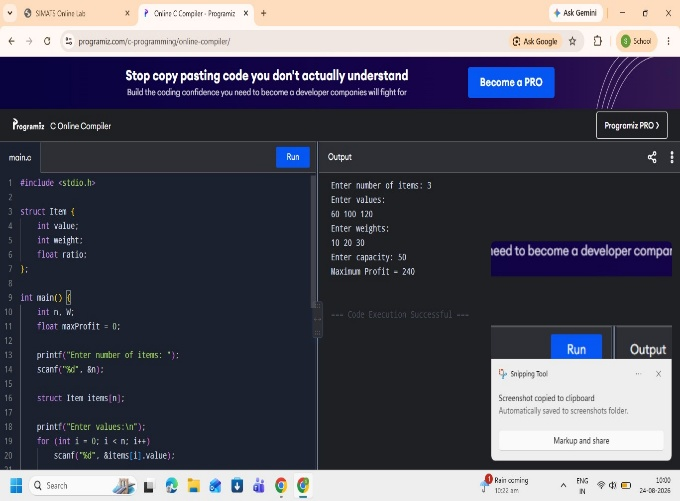 SIMATS Online Lab
Online C Compiler - Programiz
Ask Gemini
programiz.com/c-programming/online-compiler/
Ask Google
S School
Stop copy pasting code you don't actually understand
Build the coding confidence you need to become a developer companies will fight for
Become a PRO
Programiz C Online Compiler
Programiz PRO >
main.c
Run
Output
1 #include <stdio.h>
2
3 struct Item {
4 int value;
5 int weight;
6 float ratio;
7 };
8
9 int main() {
10 int n, W;
11 float maxProfit = 0;
12
13 printf("Enter number of items: ");
14 scanf("%d", &n);
15
16 struct Item items[n];
17
18 printf("Enter values:\n");
19 for (int i = 0; i < n; i++)
20 scanf("%d", &items[i].value);
21
Enter number of items: 3
Enter values:
60 100 120
Enter weights:
10 20 30
Enter capacity: 50
Maximum Profit = 240
=== Code Execution Successful ===
need to become a developer compar
Run
Output
Snipping Tool
Screenshot copied to clipboard
Automatically saved to screenshots folder.
Markup and share
Search
1
Rain coming
10:22 am
ENG
IN
10:00
24-08-2026